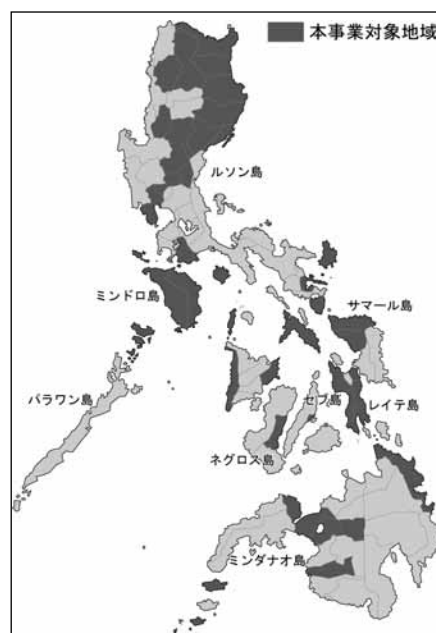 本事業対象地域
ルソン島
ミンドロ島
サマール島
パラワン島
セブ島
レイテ島
ネグロス島
ミンダナオ島